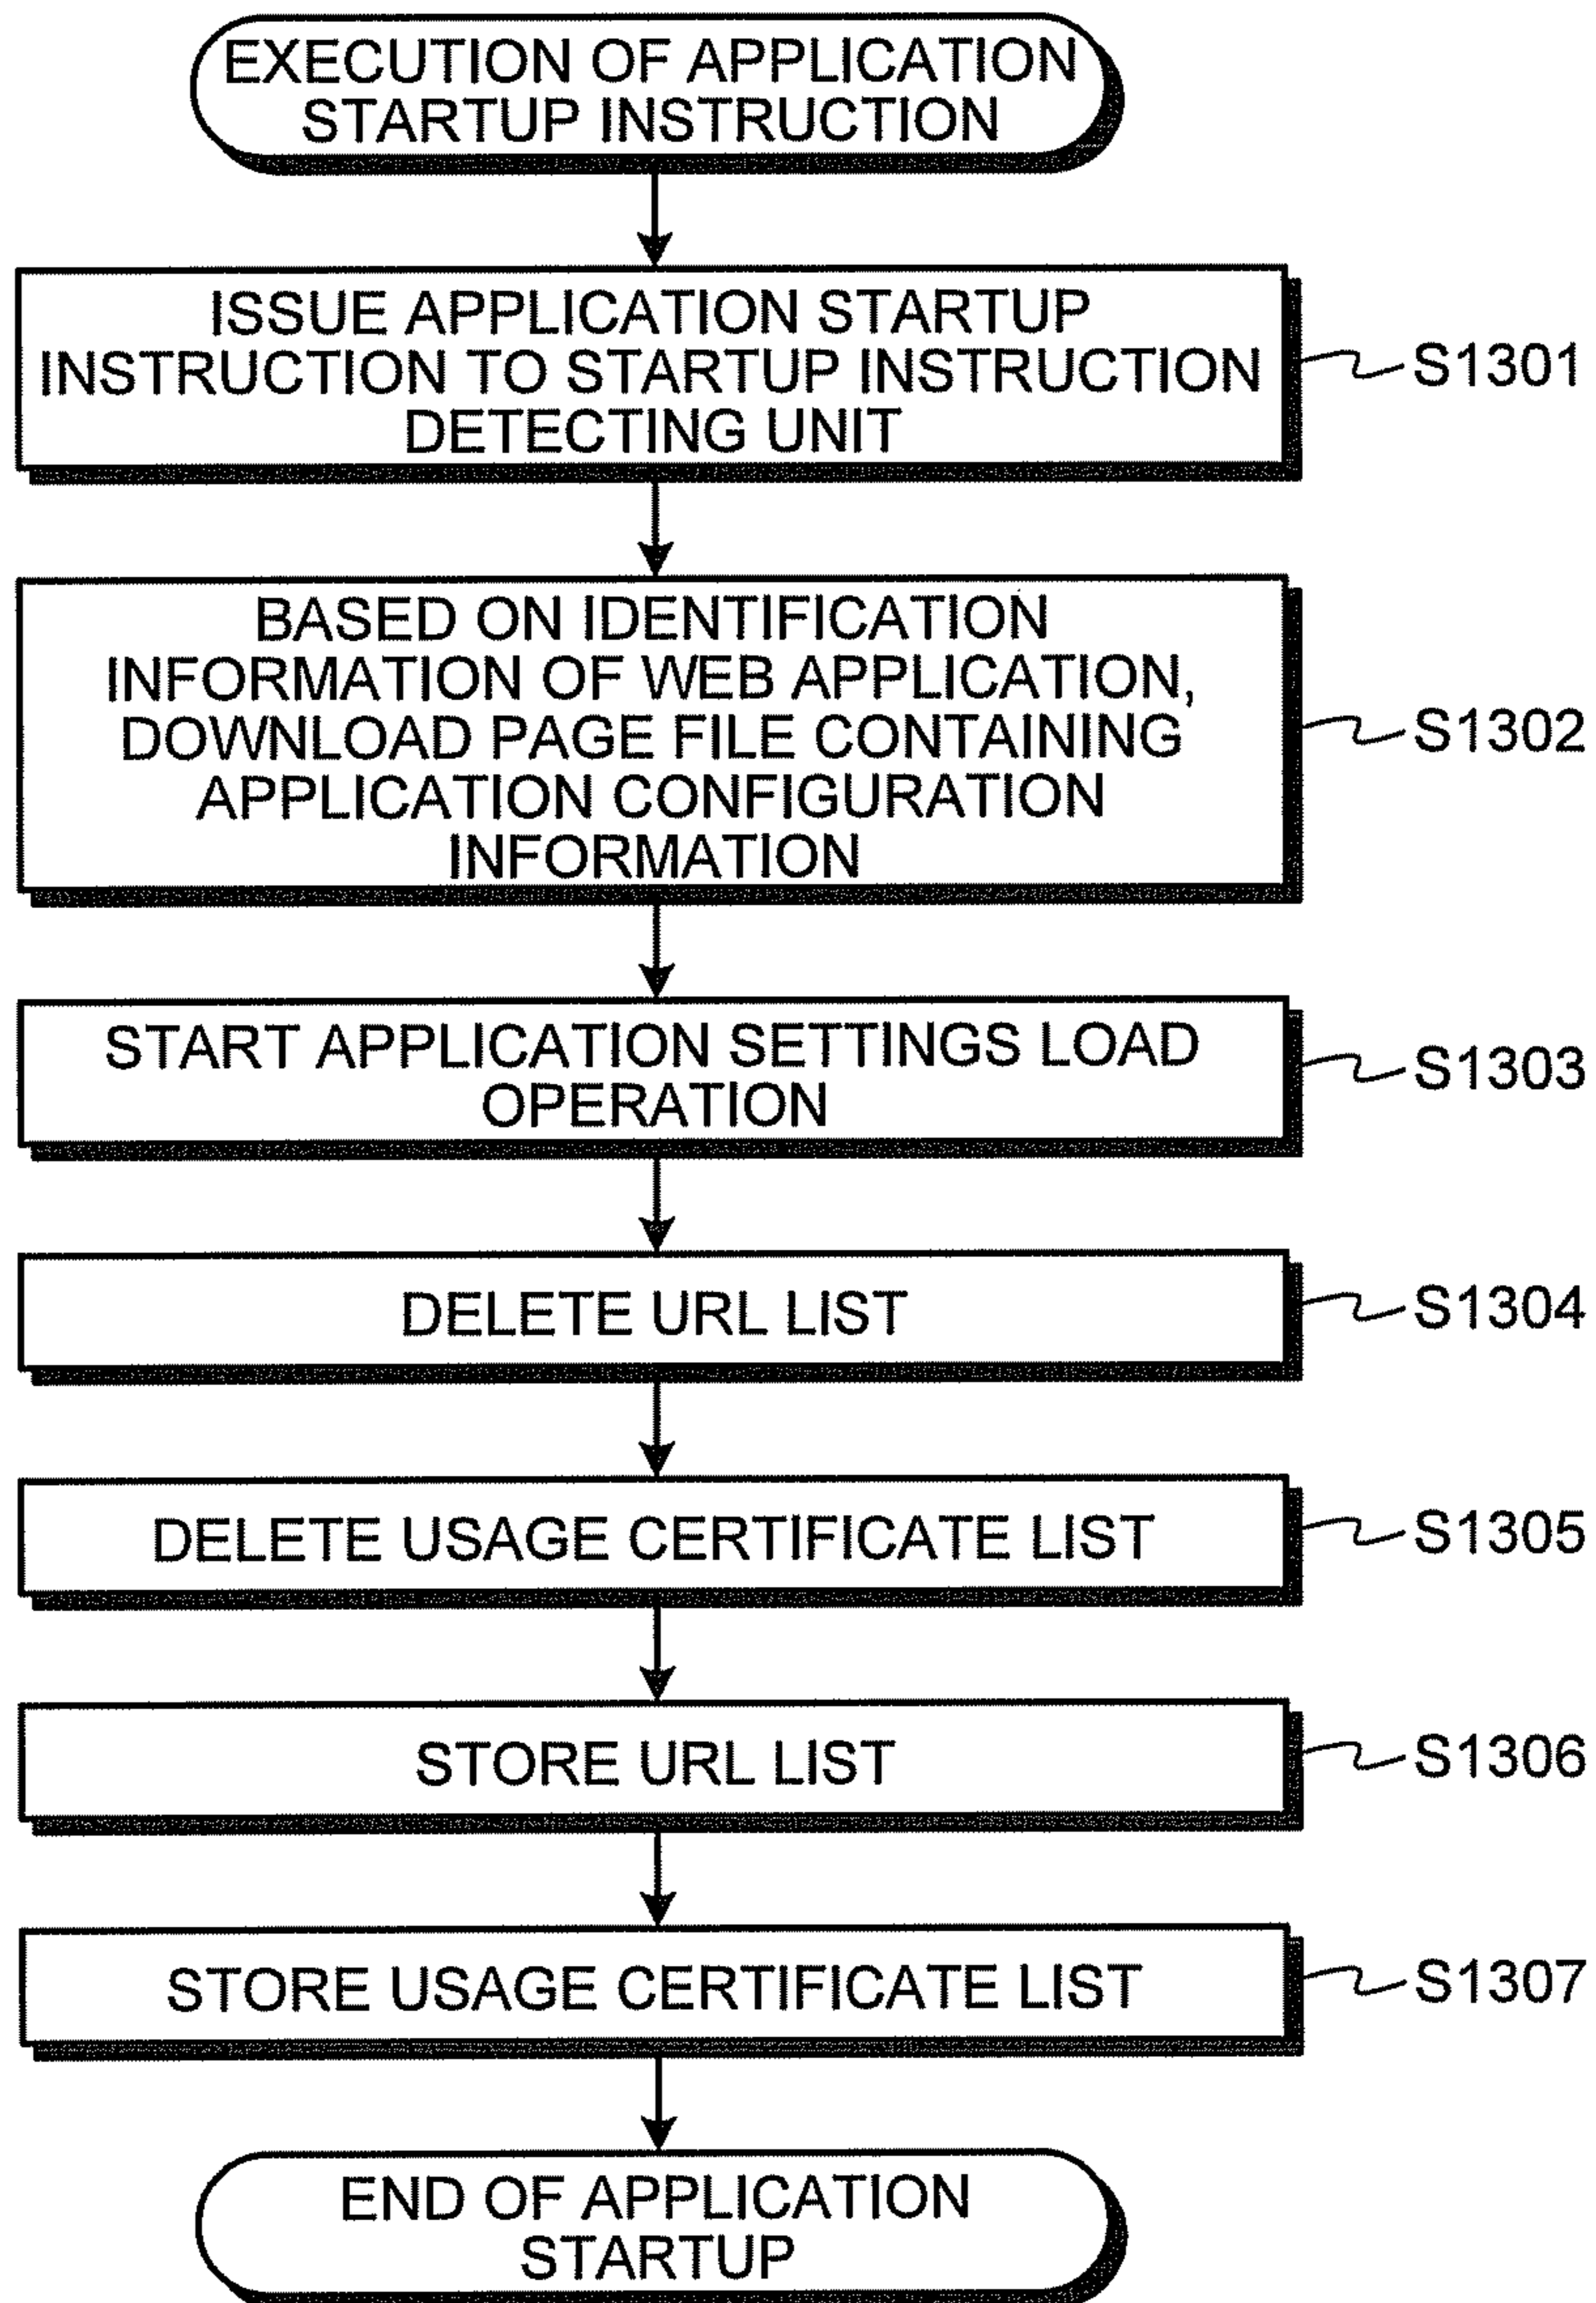 EXECUTION OF APPLICATION
STARTUP INSTRUCTION
ISSUE APPLICATION STARTUP
INSTRUCTION TO STARTUP INSTRUCTION
DETECTING UNIT
S1301
BASED ON IDENTIFICATION
INFORMATION OF WEB APPLICATION,
DOWNLOAD PAGE FILE CONTAINING
APPLICATION CONFIGURATION
INFORMATION
S1302
START APPLICATION SETTINGS LOAD
OPERATION
S1303
DELETE URL LIST
S1304
DELETE USAGE CERTIFICATE LIST
S1305
STORE URL LIST
S1306
STORE USAGE CERTIFICATE LIST
S1307
END OF APPLICATION
STARTUP